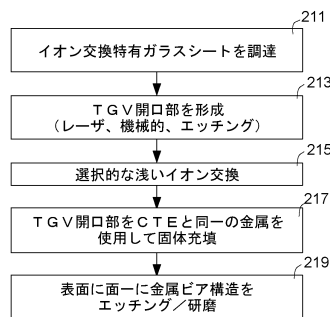 211
イオン交換特有ガラスシートを調達
213
TGV開口部を形成
(レーザ、機械的、エッチング)
215
選択的な浅いイオン交換
217
TGV開口部をCTEと同一の金属を
使用して固体充填
219
表面に面一に金属ビア構造を
エッチング/研磨